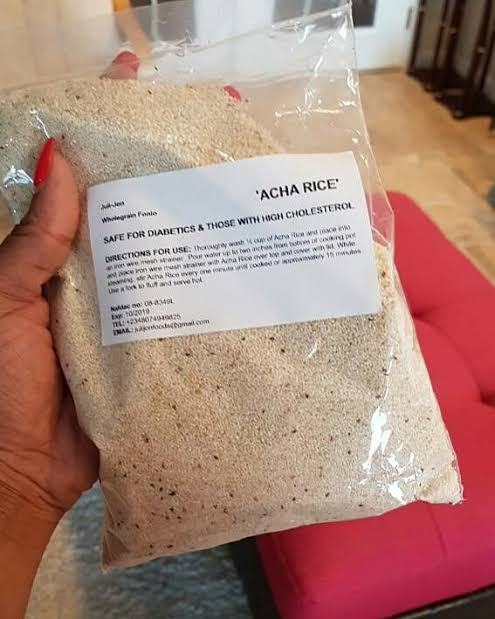 Juli-Jon
Wholegrain Fonio
'ACHA RICE'
SAFE FOR DIABETICS & THOSE WITH HIGH CHOLESTEROL
DIRECTIONS FOR USE: Thoroughly wash ½ cup of Acha Rice and place into
an iron wire mesh strainer. Pour water up to two inches from bottom of cooking pot
and place iron wire mesh strainer with Acha Rice over top and cover with lid. While
steaming, stir Acha Rice every one minute until cooked or approximately 15 minutes
Use a fork to fluff and serve hot.
Nafdac no: 08-8349L
Exp: 10/2019
TEL: +2348074949825
EMAIL: julijonfoods@gmail.com